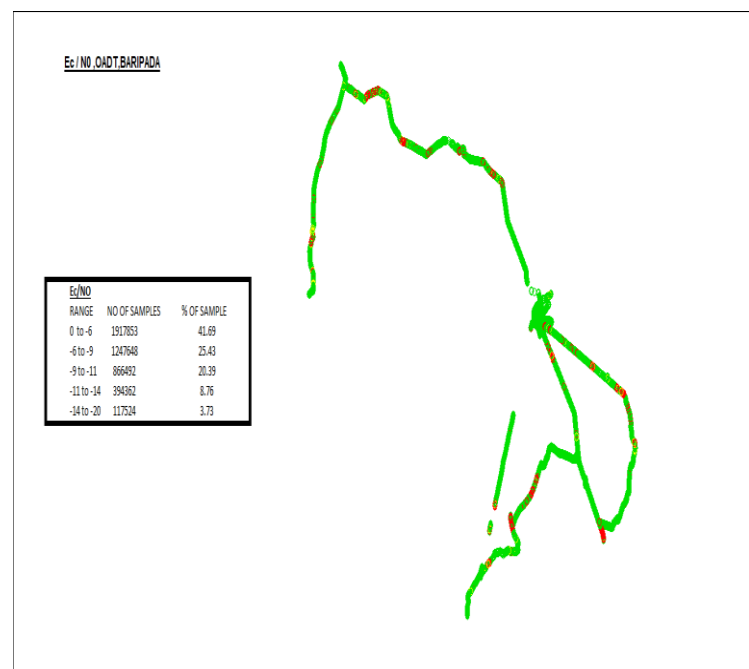 Ec / N0 ,OADT,BARIPADA
Ec/NO
RANGE NO OF SAMPLES % OF SAMPLE
0 to -6 1917853 41.69
-6 to -9 1247648 25.43
-9 to -11 866492 20.39
-11 to -14 394362 8.76
-14 to -20 117524 3.73